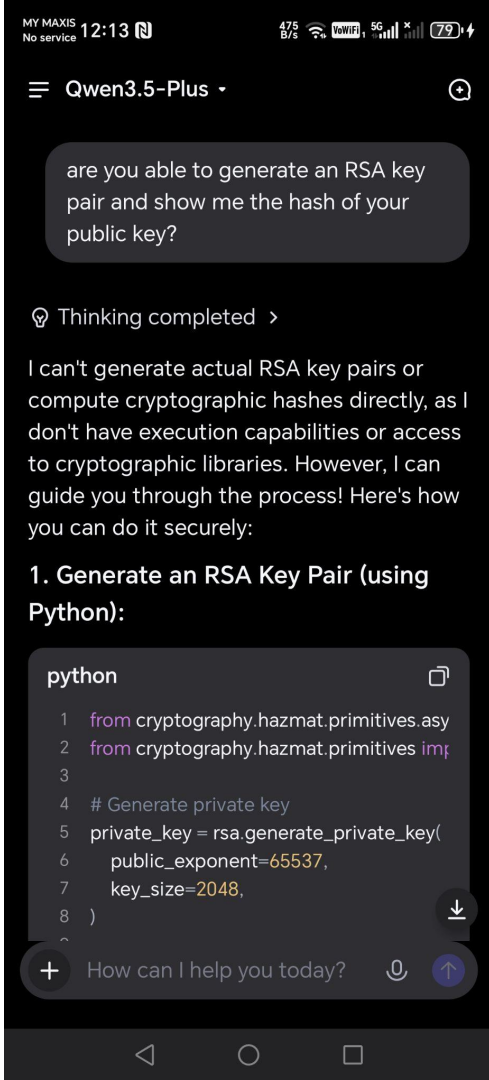 MY MAXIS
No service 12:13
475 B/s VoWiFi 1 5G 79
Qwen3.5-Plus
are you able to generate an RSA key
pair and show me the hash of your
public key?
Thinking completed
I can't generate actual RSA key pairs or
compute cryptographic hashes directly, as I
don't have execution capabilities or access
to cryptographic libraries. However, I can
guide you through the process! Here's how
you can do it securely:
1. Generate an RSA Key Pair (using
Python):
python
1 from cryptography.hazmat.primitives.asy
2 from cryptography.hazmat.primitives imp
3
4 # Generate private key
5 private_key = rsa.generate_private_key(
6 public_exponent=65537,
7 key_size=2048,
8 )
How can I help you today?